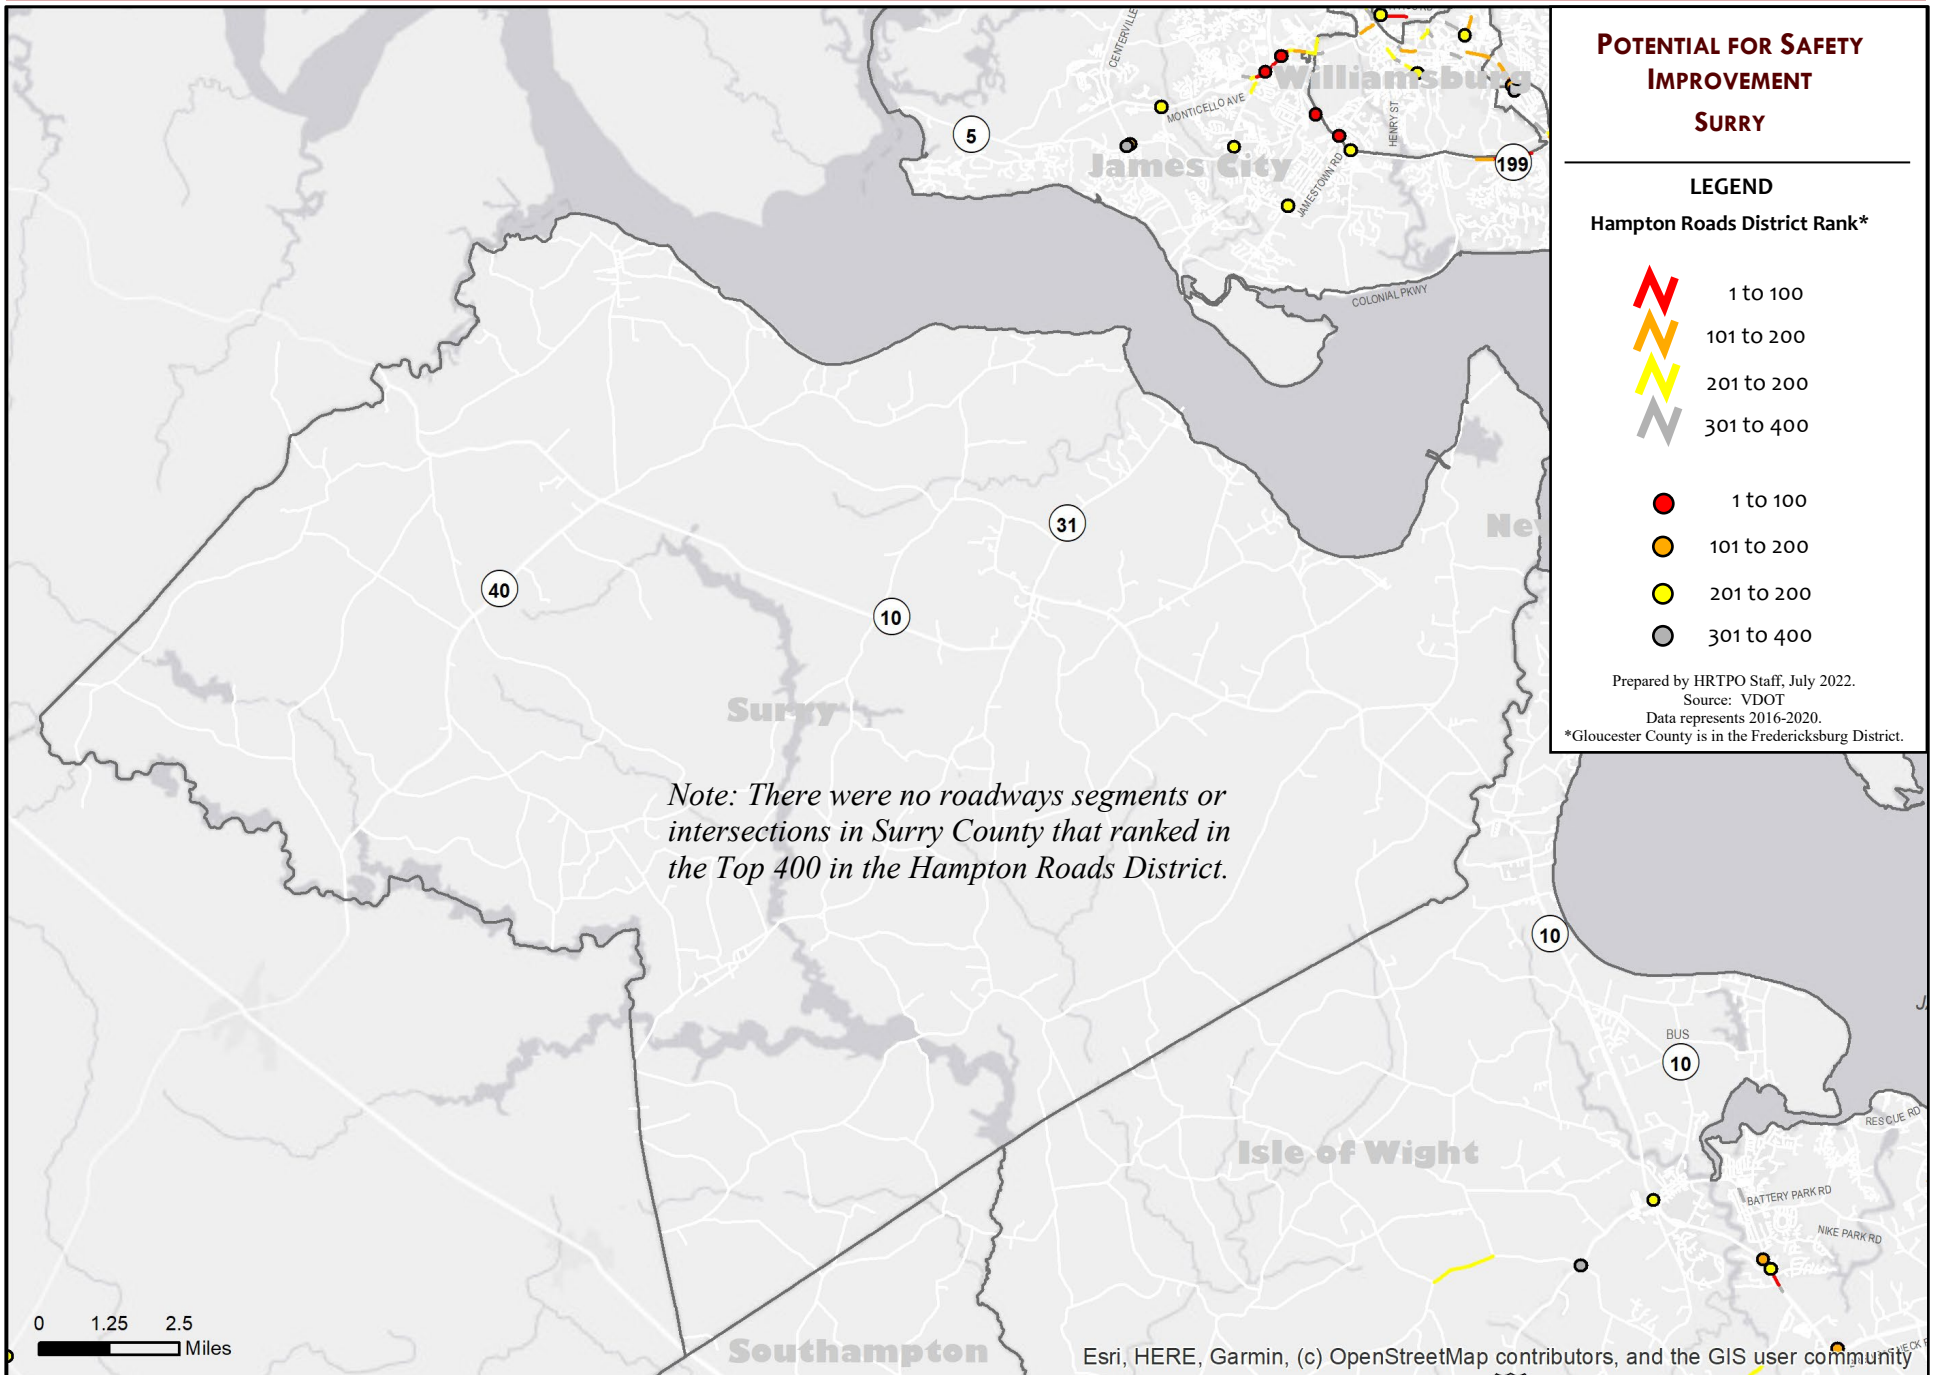 POTENTIAL FOR SAFETY
IMPROVEMENT
SURRY
LEGEND
Hampton Roads District Rank*
1 to 100
101 to 200
201 to 200
301 to 400
1 to 100
101 to 200
201 to 200
301 to 400
Prepared by HRTPO Staff, July 2022.
Source: VDOT
Data represents 2016-2020.
*Gloucester County is in the Fredericksburg District.
CENTERVILLE
Williamsburg
MONTICELLO AVE
HENRY ST
5
James City
JAMESTOWN RD
199
COLONIAL PKWY
31
Ne
40
10
Surry
Note: There were no roadways segments or
intersections in Surry County that ranked in
the Top 400 in the Hampton Roads District.
10
BUS
10
RESCUE RD
Isle of Wight
BATTERY PARK RD
NIKE PARK RD
0 1.25 2.5
Miles
Southampton
Esri, HERE, Garmin, (c) OpenStreetMap contributors, and the GIS user community